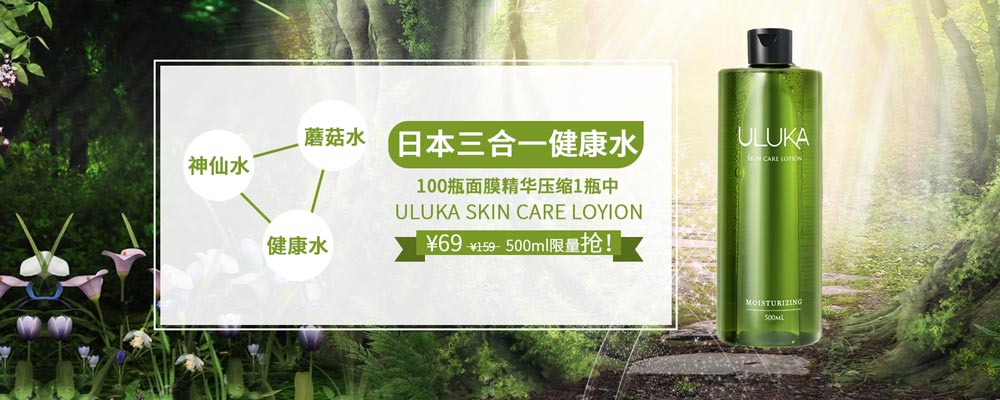 神仙水
蘑菇水
健康水
日本三合一健康水
100瓶面膜精华压缩1瓶中
ULUKA SKIN CARE LOYION
¥69 ¥159 500ml限量抢!
ULUKA
SKIN CARE LOTION
MOISTURIZING
500ML